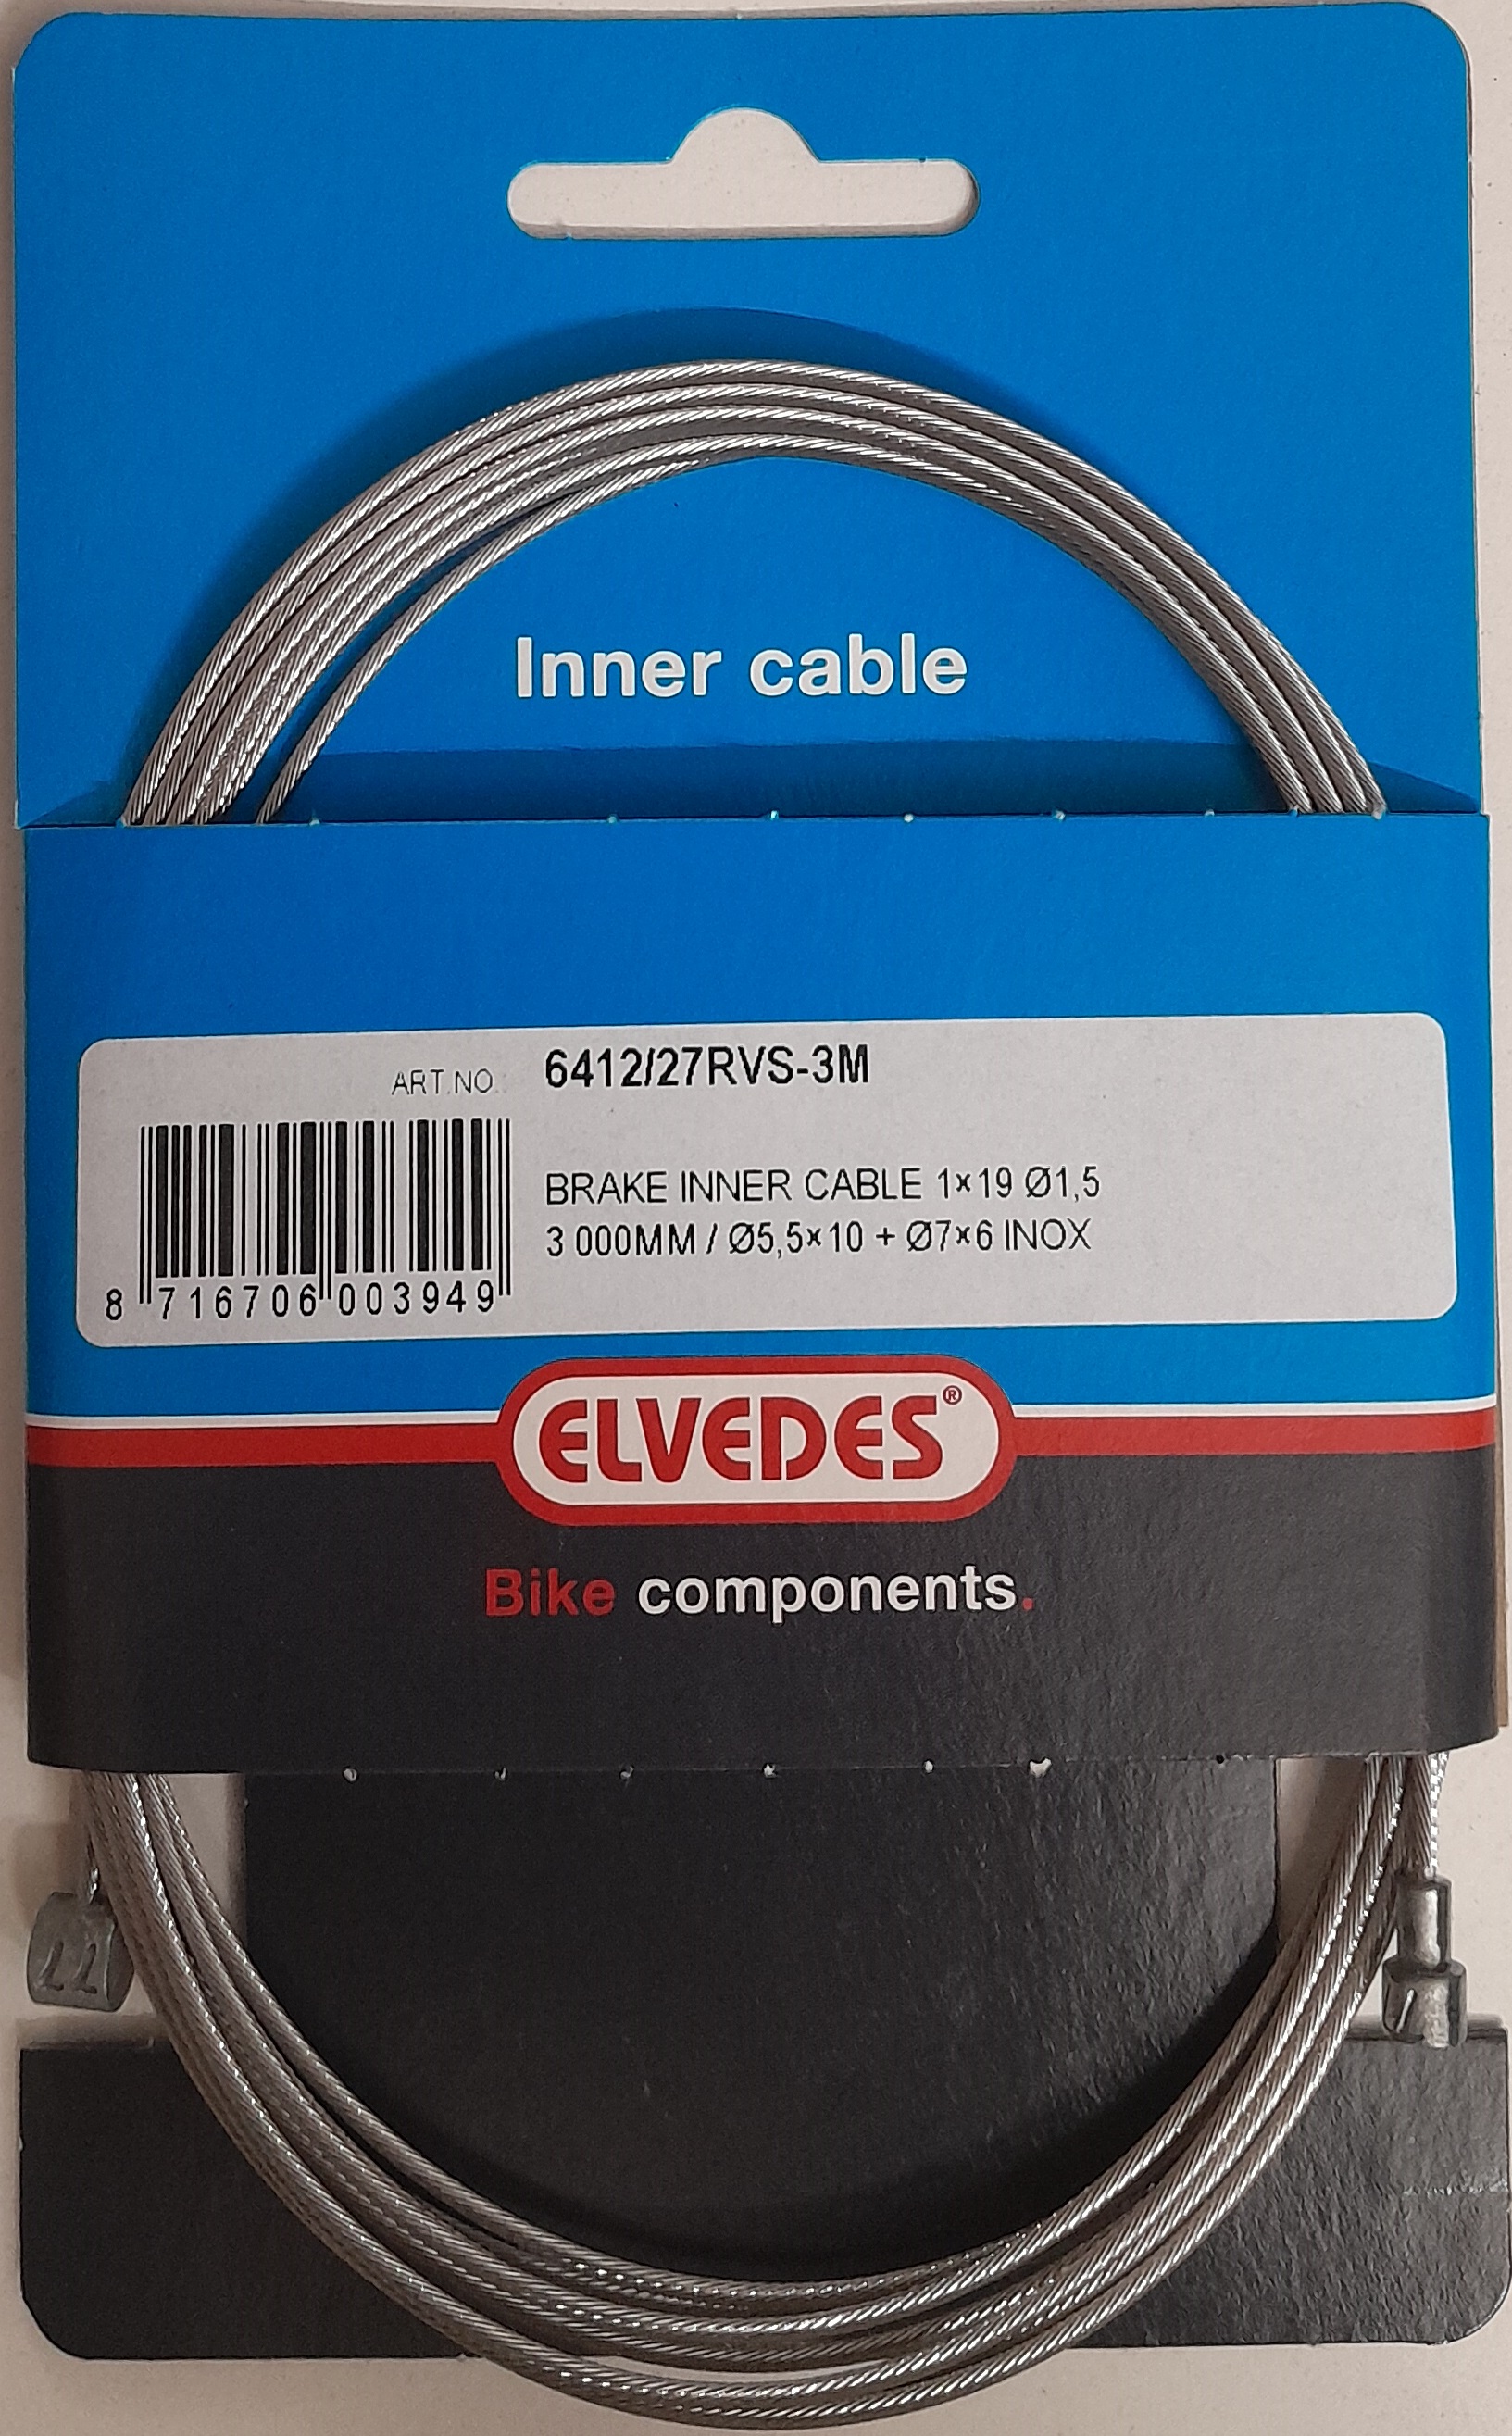 Inner cable
ART.NO.: 6412/27RVS-3M
BRAKE INNER CABLE 1×19 Ø1,5
3 000MM / Ø5,5×10 + Ø7×6 INOX
8 716706 003949
ELVEDES®
Bike components.